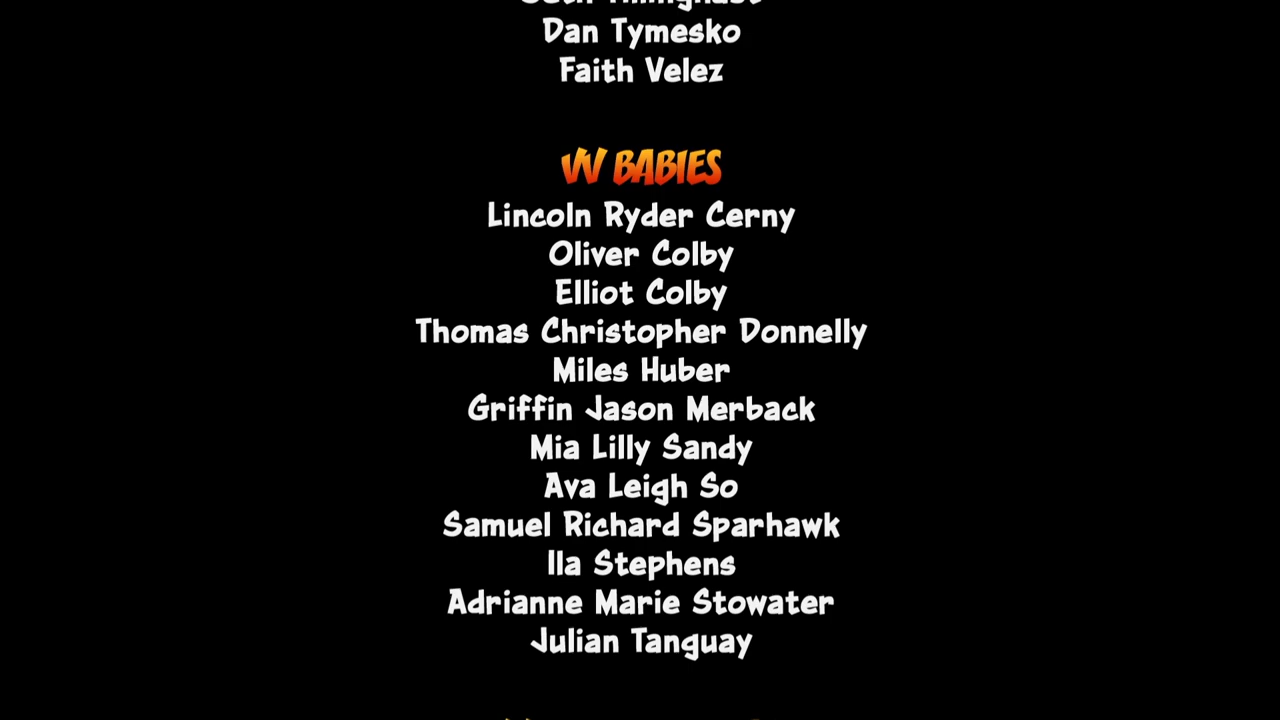 Dan Tymesko
Faith Velez
VV BABIES
Lincoln Ryder Cerny
Oliver Colby
Elliot Colby
Thomas Christopher Donnelly
Miles Huber
Griffin Jason Merback
Mia Lilly Sandy
Ava Leigh So
Samuel Richard Sparhawk
Ila Stephens
Adrianne Marie Stowater
Julian Tanguay